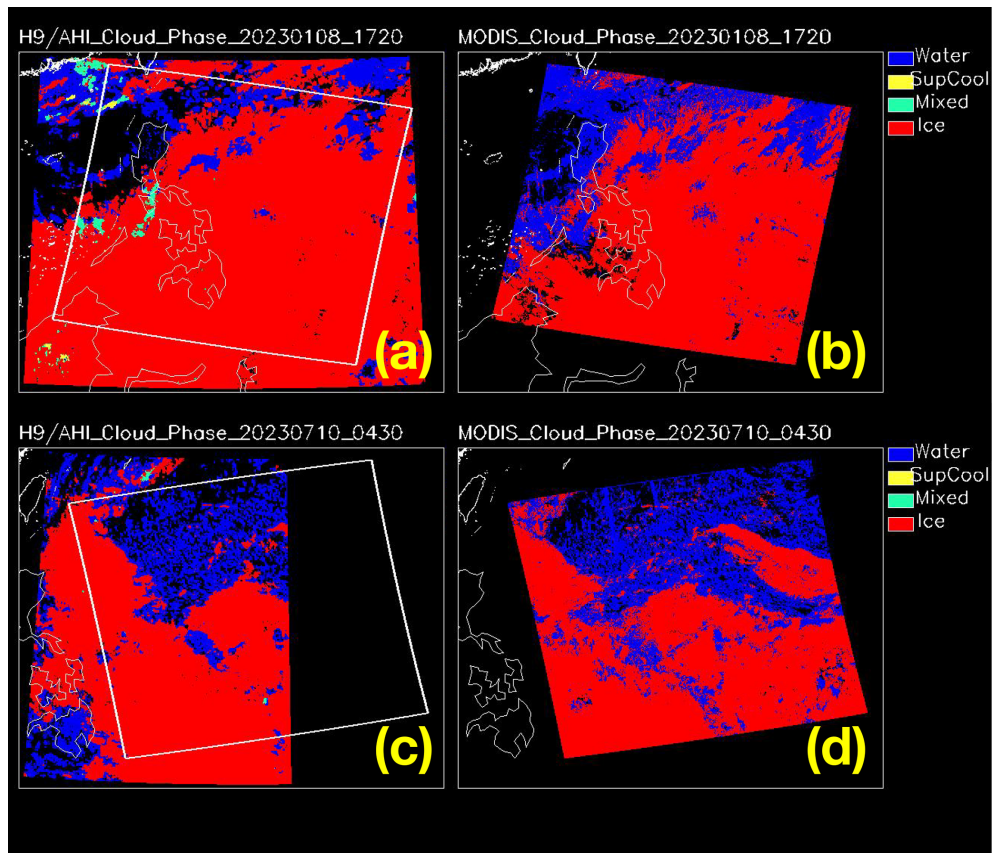 H9/AHI_Cloud_Phase_20230108_1720
MODIS_Cloud_Phase_20230108_1720
Water
SupCool
Mixed
Ice
(a)
(b)
H9/AHI_Cloud_Phase_20230710_0430
MODIS_Cloud_Phase_20230710_0430
Water
SupCool
Mixed
Ice
(c)
(d)